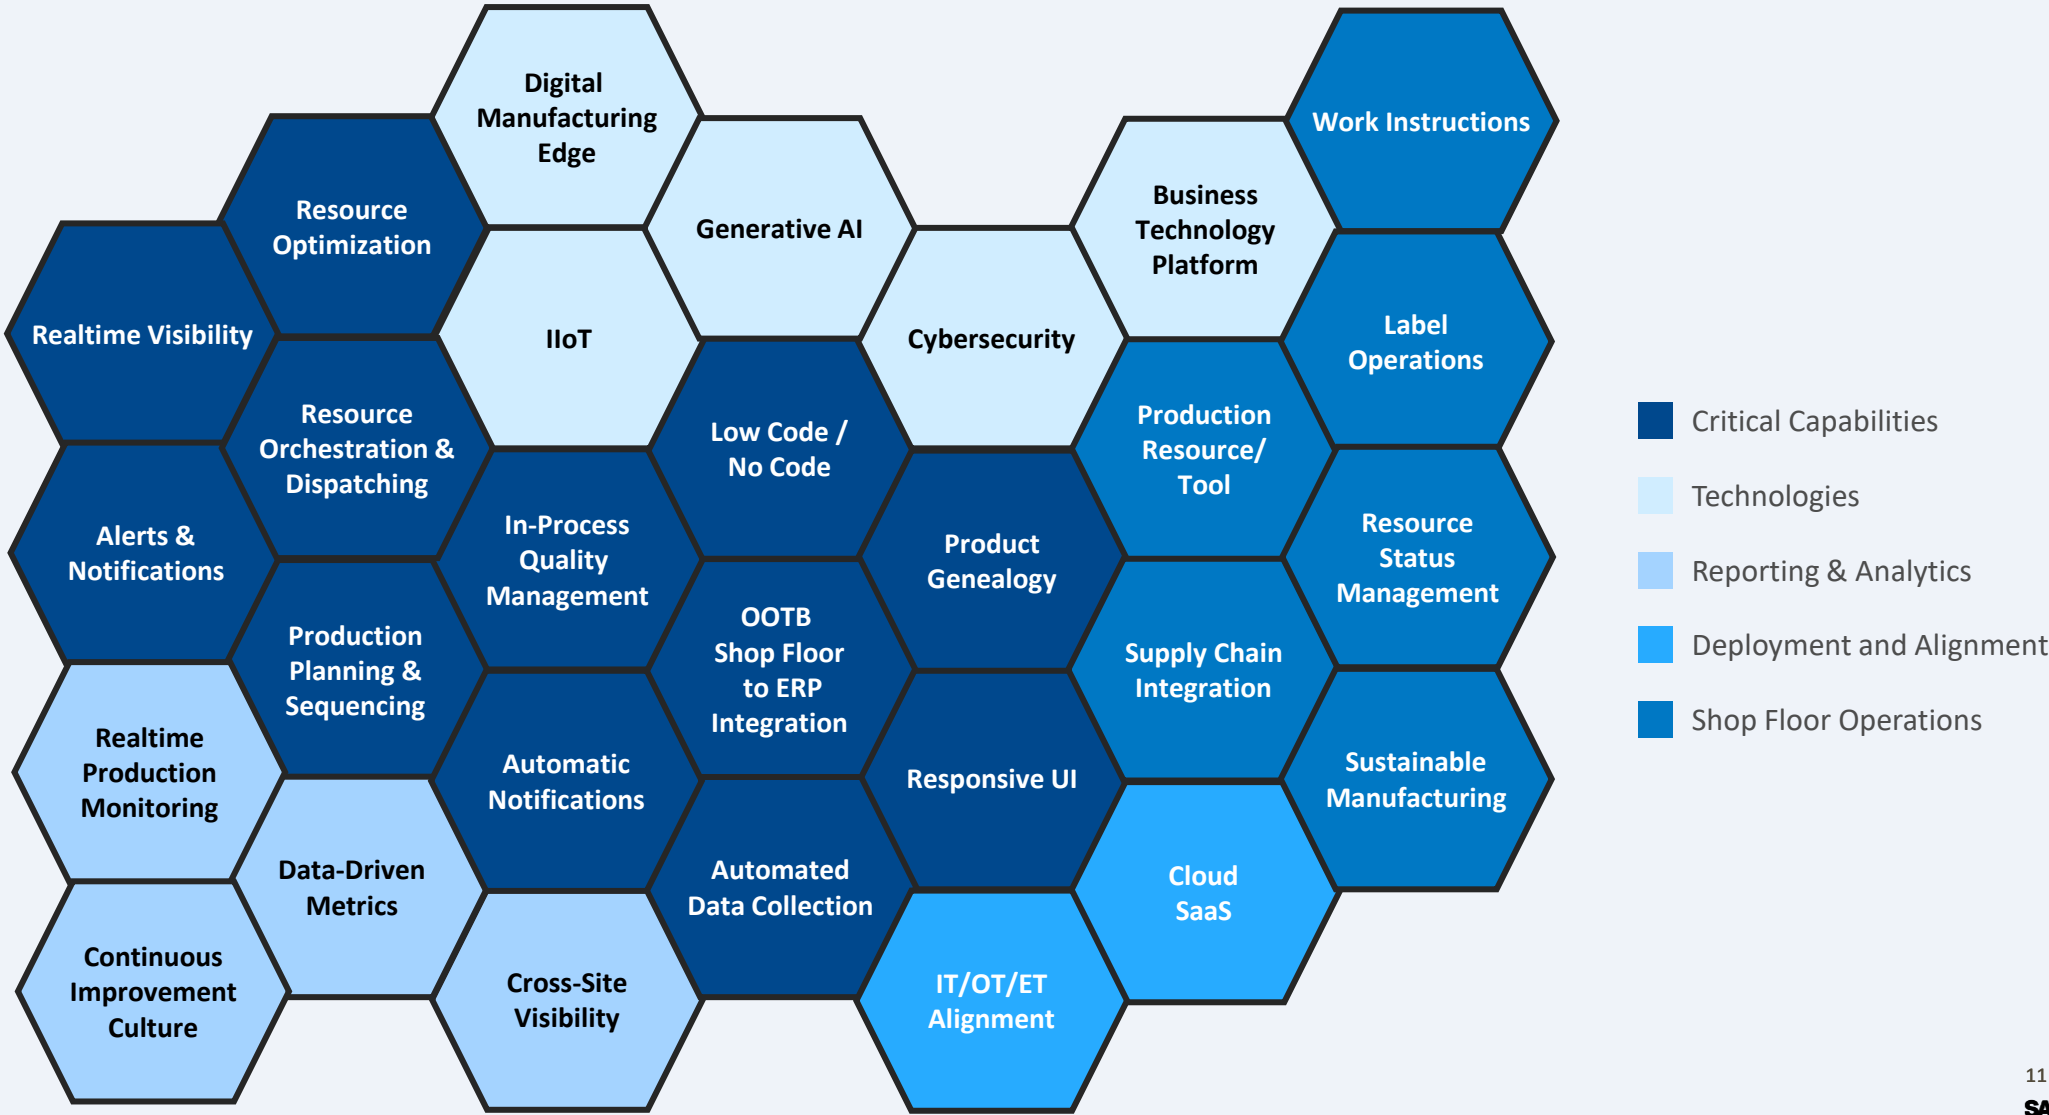 Digital
Manufacturing
Edge
Work Instructions
Resource
Optimization
Generative AI
Business
Technology
Platform
Realtime Visibility
IIoT
Cybersecurity
Label
Operations
Resource
Orchestration &
Dispatching
Low Code /
No Code
Production
Resource/
Tool
Alerts &
Notifications
In-Process
Quality
Management
Product
Genealogy
Resource
Status
Management
Production
Planning &
Sequencing
OOTB
Shop Floor
to ERP
Integration
Supply Chain
Integration
Realtime
Production
Monitoring
Automatic
Notifications
Responsive UI
Sustainable
Manufacturing
Data-Driven
Metrics
Automated
Data Collection
Cloud
SaaS
Continuous
Improvement
Culture
Cross-Site
Visibility
IT/OT/ET
Alignment
Critical Capabilities
Technologies
Reporting & Analytics
Deployment and Alignment
Shop Floor Operations
11